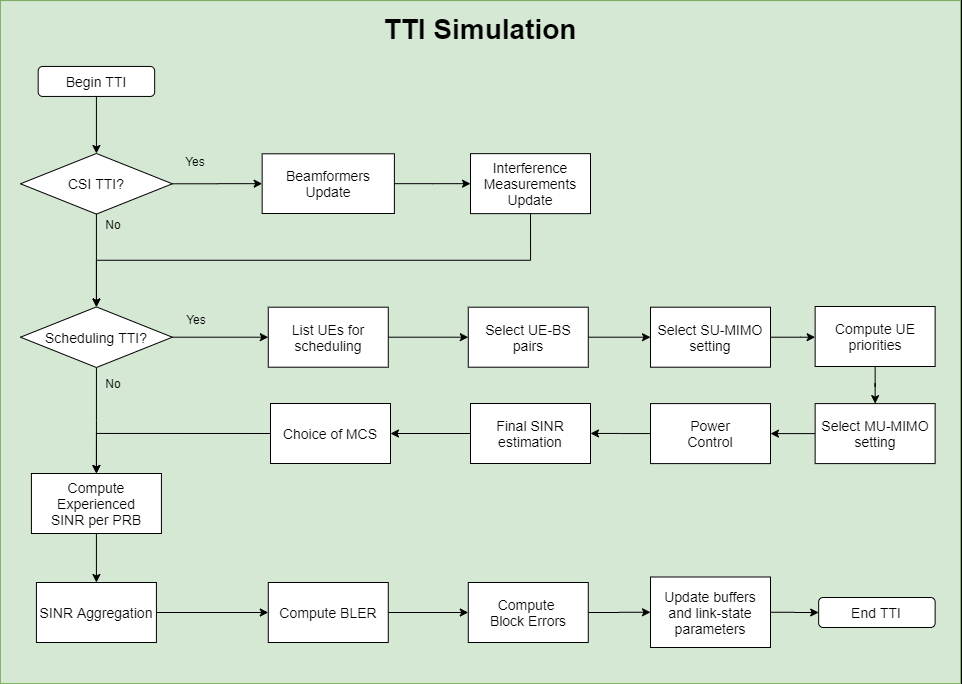 TTI Simulation
Begin TTI
CSI TTI?
Yes
Beamformers
Update
Interference
Measurements
Update
No
Scheduling TTI?
Yes
List UEs for
scheduling
Select UE-BS
pairs
Select SU-MIMO
setting
Compute UE
priorities
No
Choice of MCS
Final SINR
estimation
Power
Control
Select MU-MIMO
setting
Compute
Experienced
SINR per PRB
SINR Aggregation
Compute BLER
Compute
Block Errors
Update buffers
and link-state
parameters
End TTI